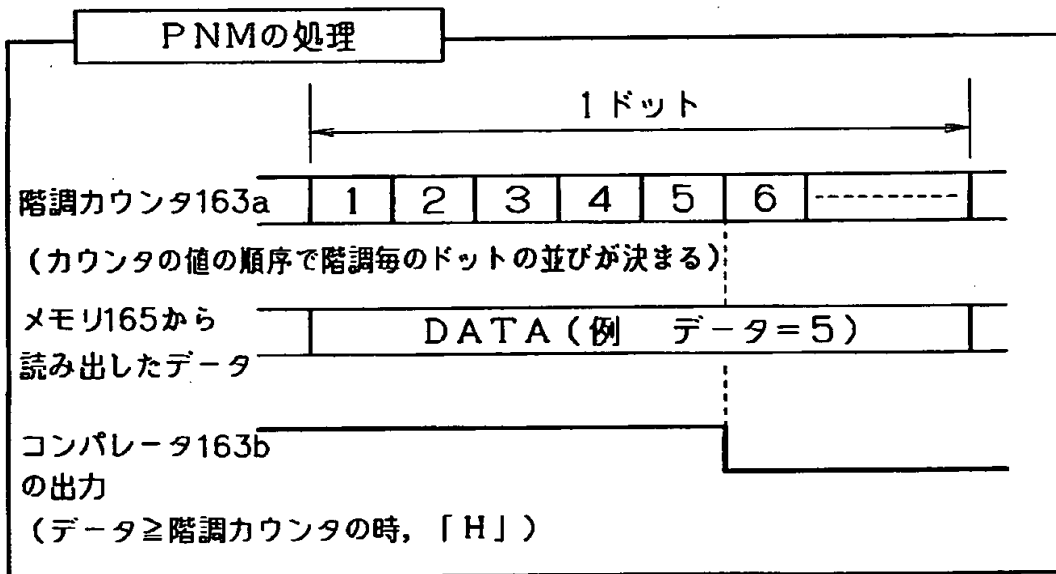 PNMの処理
1ドット
階調カウンタ163a 1 2 3 4 5 6
(カウンタの値の順序で階調毎のドットの並びが決まる)
メモリ165から
DATA(例 データ=5)
読み出したデータ
コンパレータ163b
の出力
(データ≧階調カウンタの時,「H」)